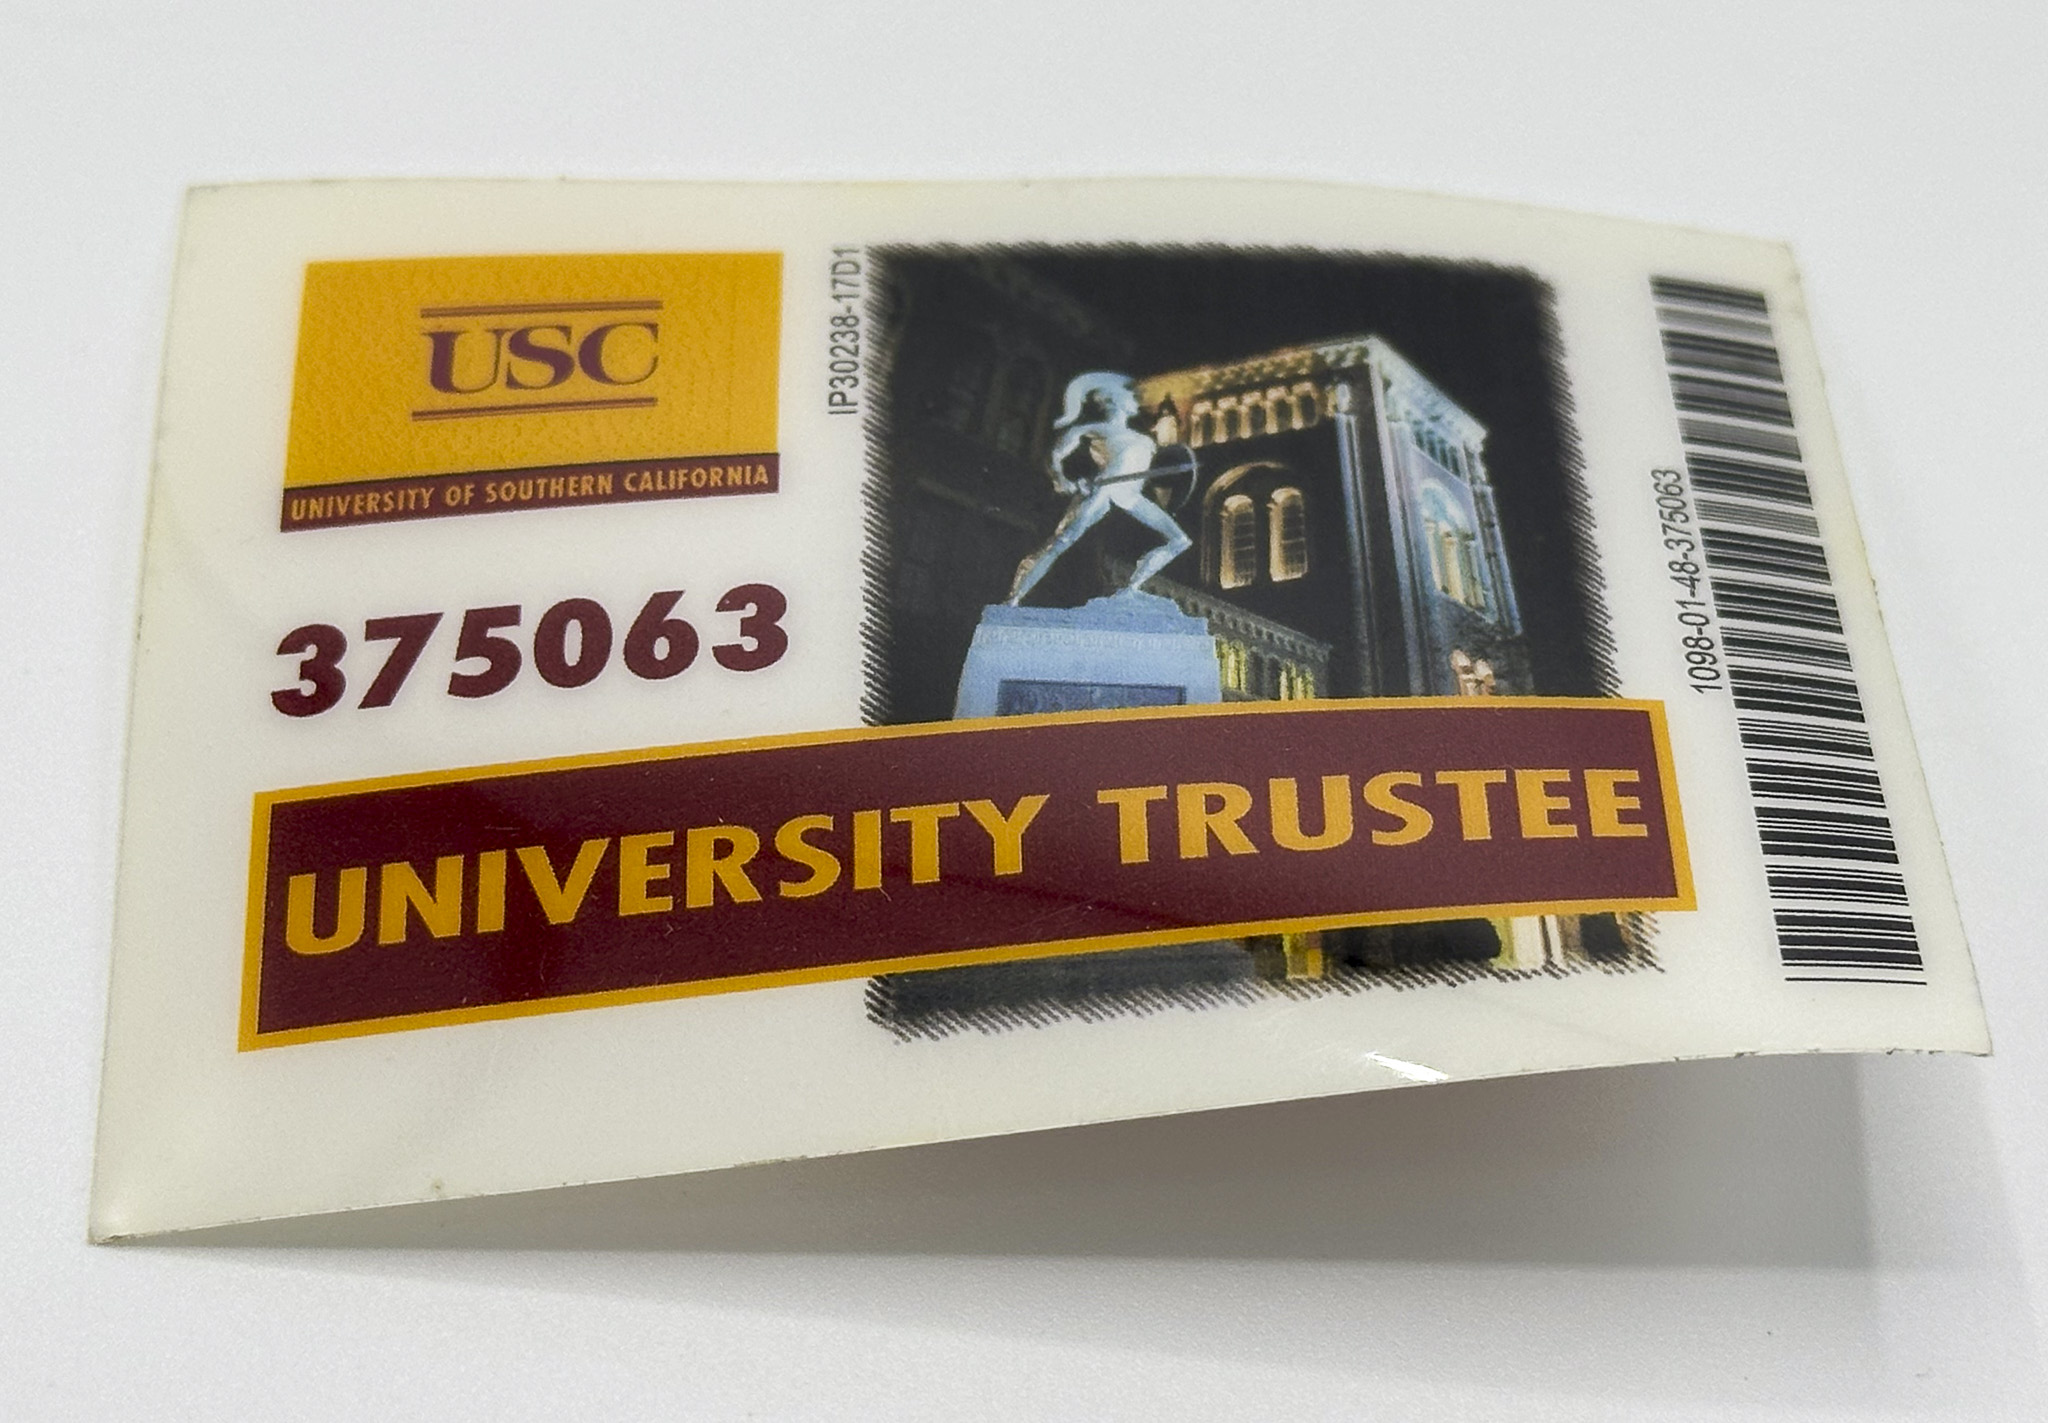 USC
UNIVERSITY OF SOUTHERN CALIFORNIA
375063
IP30238-17D1
UNIVERSITY TRUSTEE
1098-01-48-375063